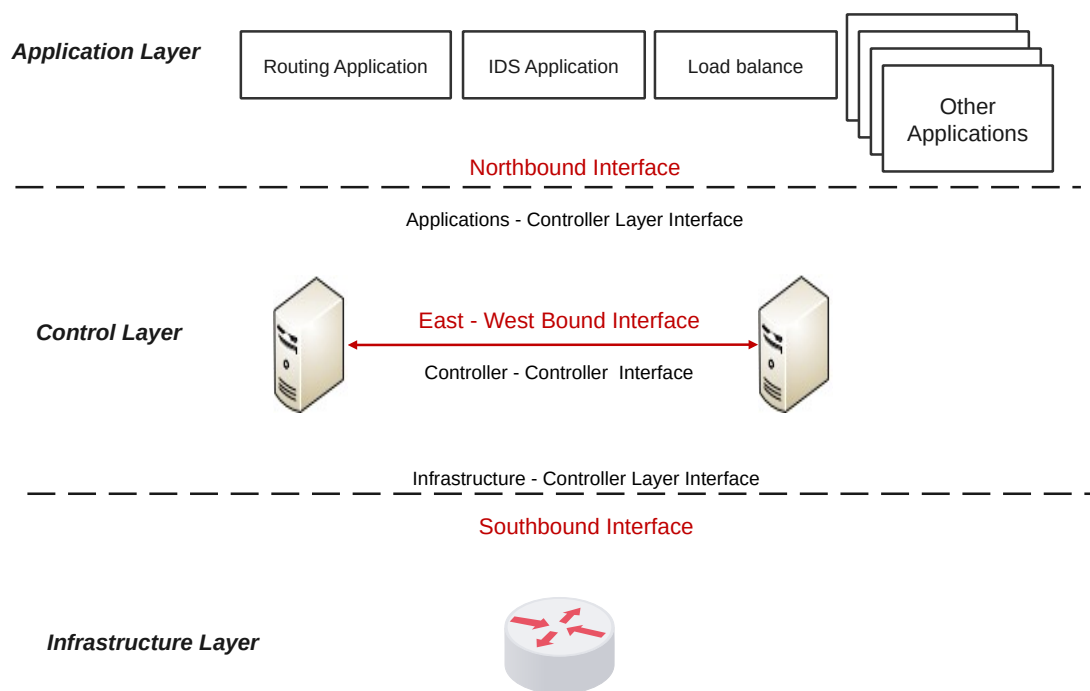 Application Layer
Routing Application
IDS Application
Load balance
Other
Applications
Northbound Interface
Applications - Controller Layer Interface
Control Layer
East - West Bound Interface
Controller - Controller  Interface
Infrastructure - Controller Layer Interface
Southbound Interface
Infrastructure Layer